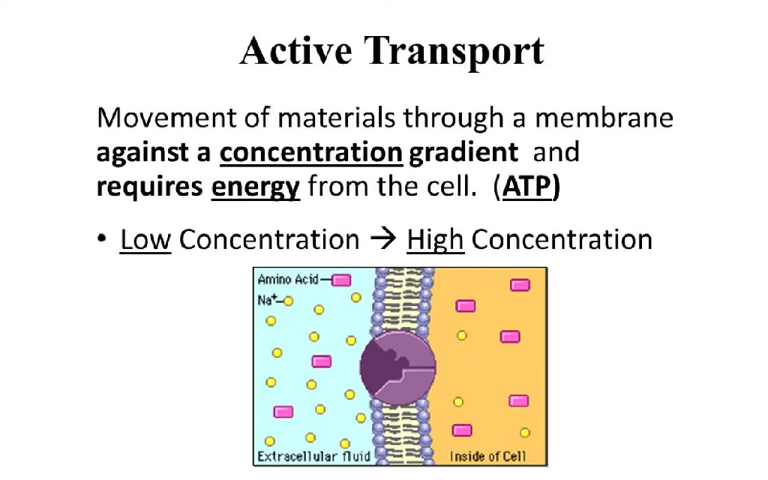 Active Transport
Movement of materials through a membrane
against a concentration gradient and
requires energy from the cell. (ATP)
• Low Concentration → High Concentration
Amino Acid
Na+
Extracellular fluid
Inside of Cell